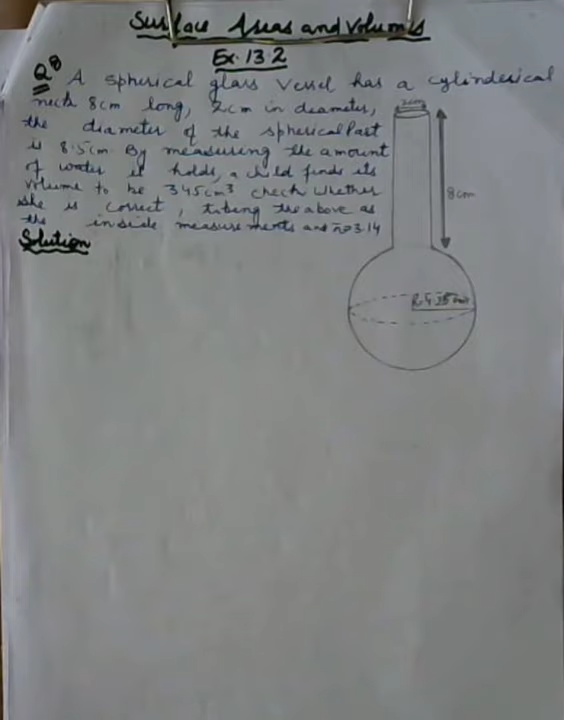 Surface Areas and Volumes
Ex. 13.2
Q8 A spherical glass vessel has a cylinderical
neck 8cm long, 2cm in diameter,
the diameter of the spherical Part
is 8.5cm By measuring the amount
of water it holds, a child finds its
volume to be 345cm³ check whether
she is correct, taking the above as
the inside measurements and π=3.14
Solution
8cm